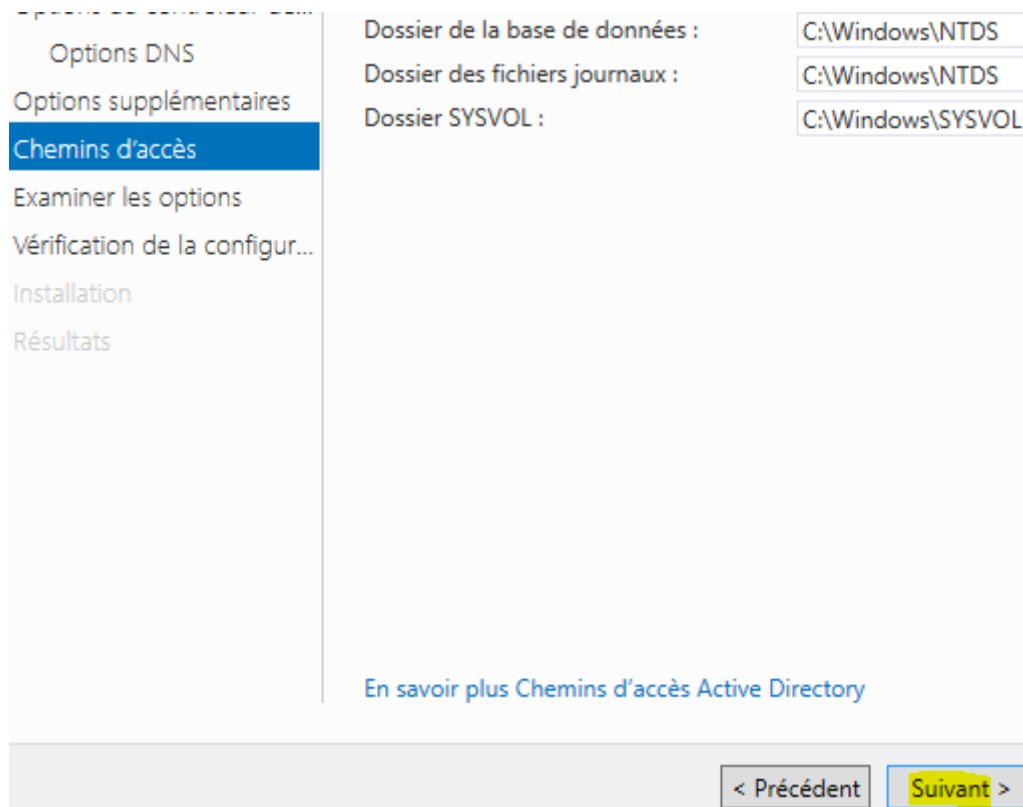 Options DNS
Options supplémentaires
Chemins d'accès
Examiner les options
Vérification de la configur...
Installation
Résultats
Dossier de la base de données :
C:\Windows\NTDS
Dossier des fichiers journaux :
C:\Windows\NTDS
Dossier SYSVOL :
C:\Windows\SYSVOL
En savoir plus Chemins d'accès Active Directory
< Précédent
Suivant >